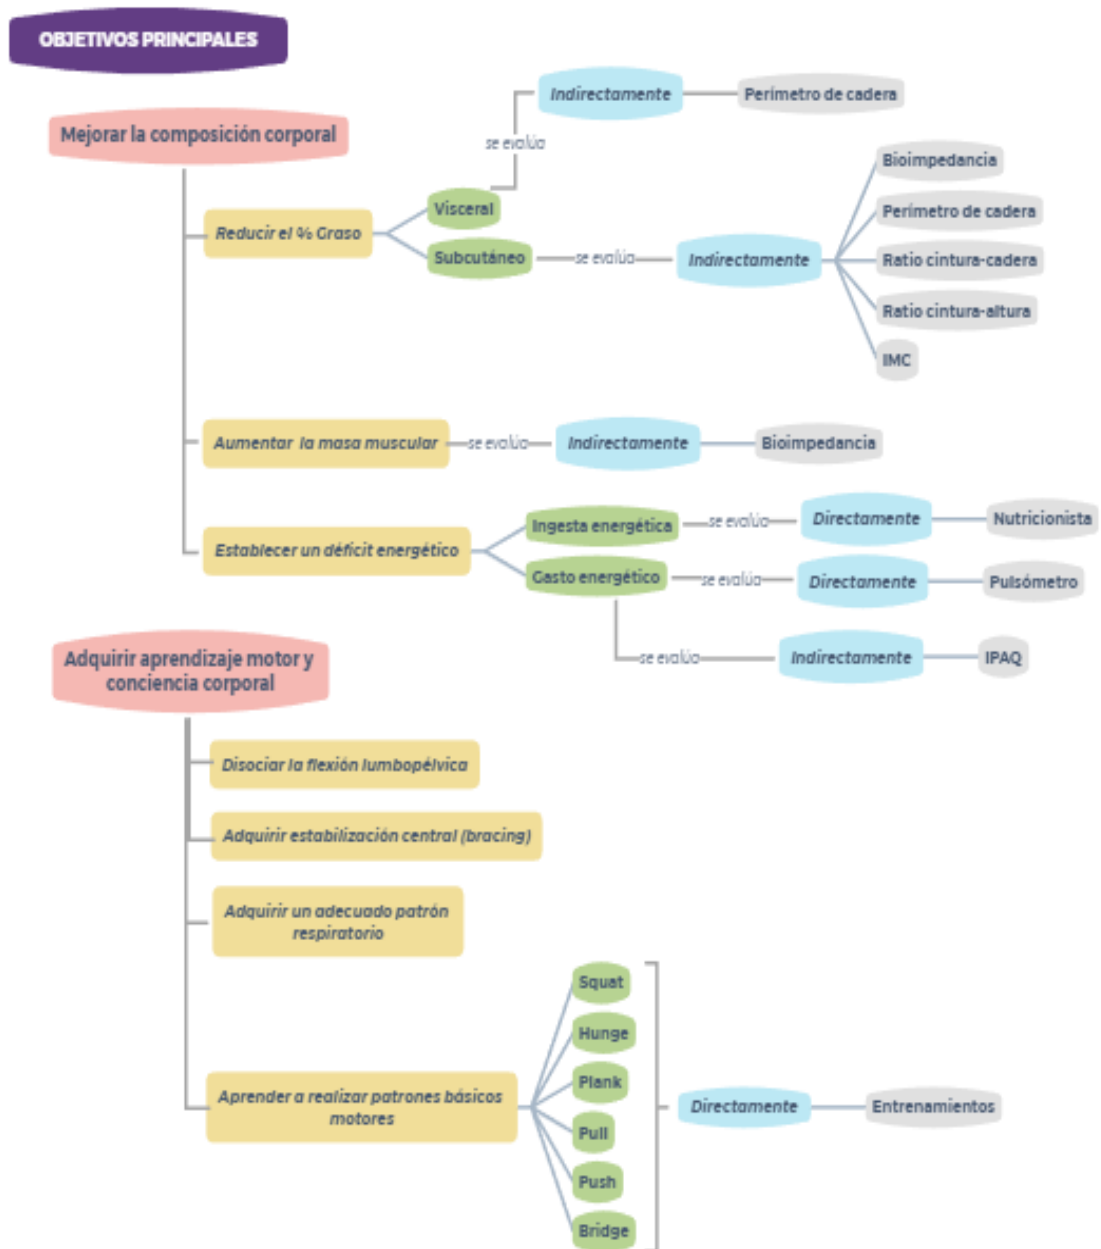 OBJETIVOS PRINCIPALES
Mejorar la composición corporal
Indirectamente
Perímetro de cadera
se evalúa
Reducir el % Graso
Visceral
Subcutáneo
se evalúa
Indirectamente
Bioimpedancia
Perímetro de cadera
Ratio cintura-cadera
Ratio cintura-altura
IMC
Aumentar la masa muscular
se evalúa
Indirectamente
Bioimpedancia
Establecer un déficit energético
Ingesta energética
se evalúa
Directamente
Nutricionista
Gasto energético
se evalúa
Directamente
Pulsómetro
se evalúa
Indirectamente
IPAQ
Adquirir aprendizaje motor y
conciencia corporal
Disociar la flexión lumbopélvica
Adquirir estabilización central (bracing)
Adquirir un adecuado patrón
respiratorio
Aprender a realizar patrones básicos
motores
Squat
Hunge
Plank
Pull
Push
Bridge
Directamente
Entrenamientos